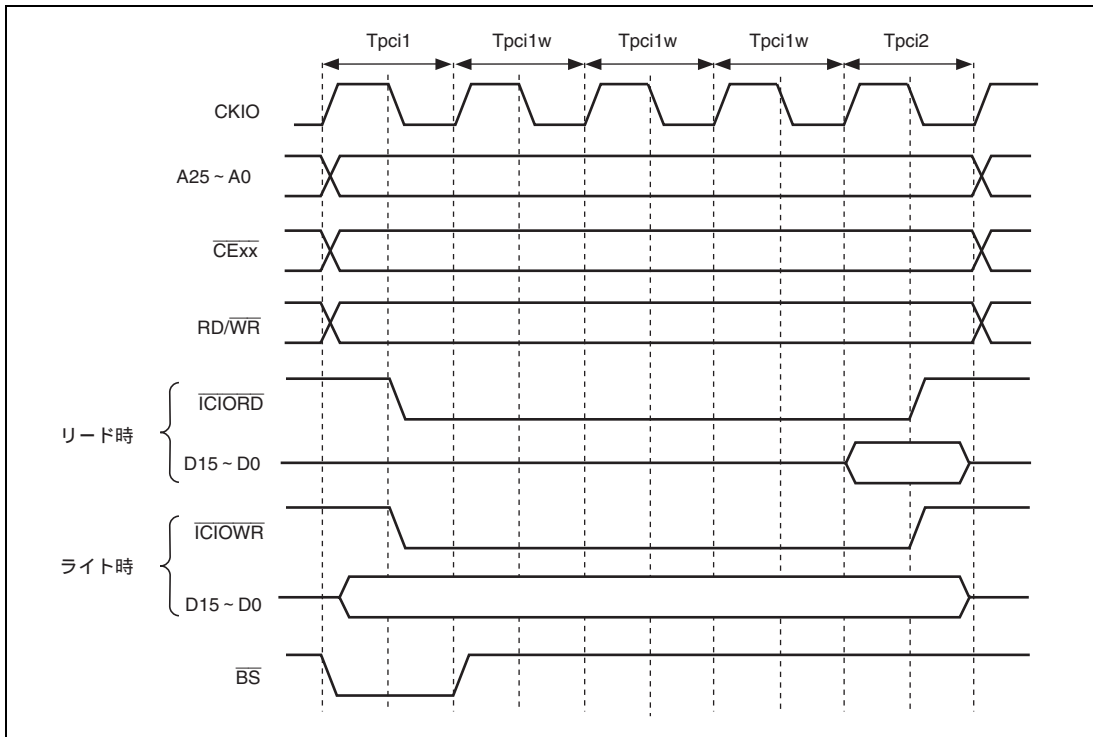 Tpci1 Tpci1w Tpci1w Tpci1w Tpci2
CKIO
A25 ~ A0
CExx
RD/WR
ICIORD
リード時
D15 ~ D0
ICIOWR
ライト時
D15 ~ D0
BS